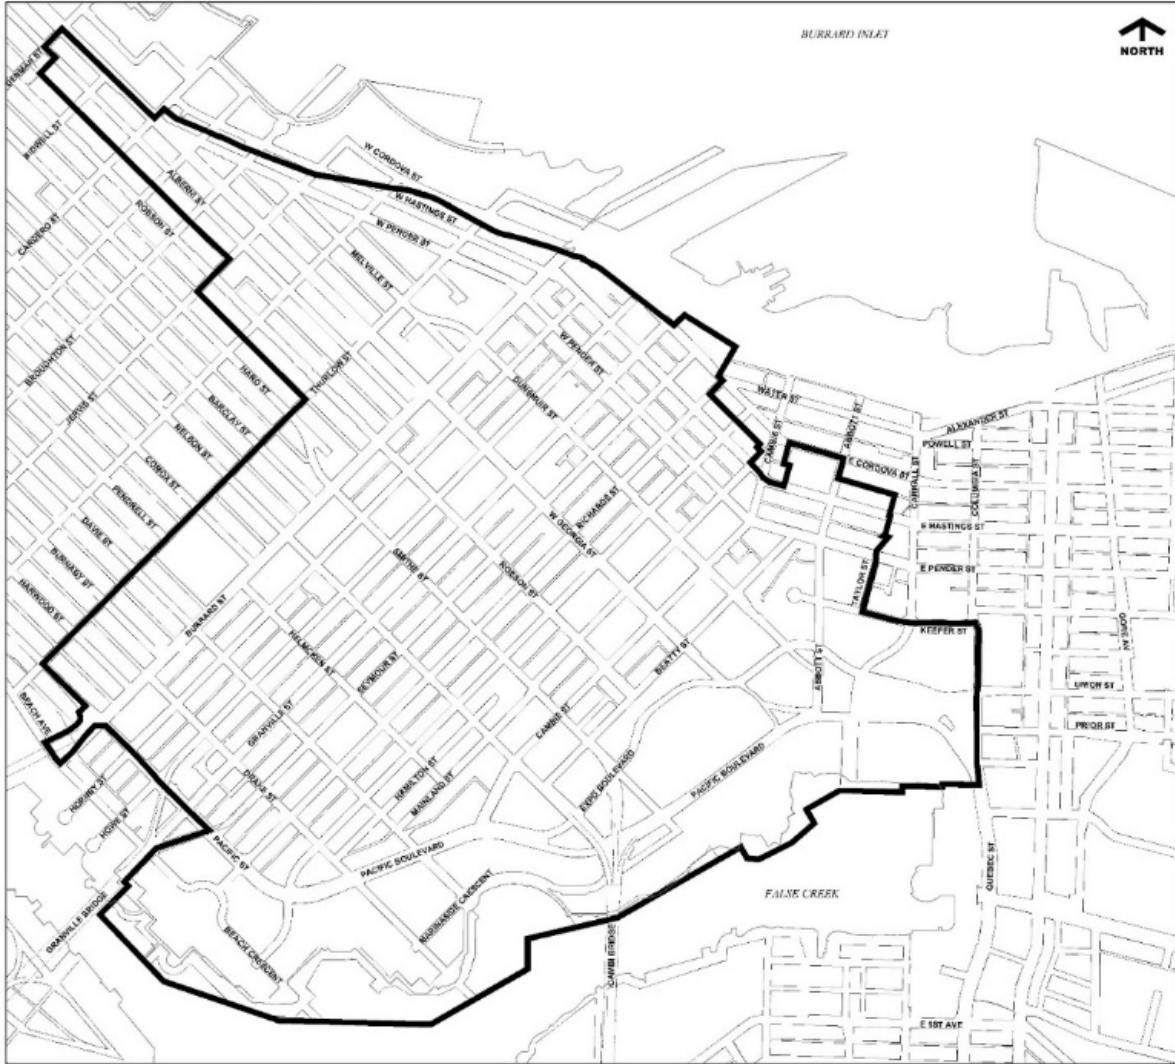 BURRARD INLET
NORTH
DENMAN ST
BIDWELL ST
W CORDOVA ST
ALBERNI ST
W HASTINGS ST
ROBSON ST
CARDERO ST
W PENDER ST
MELVILLE ST
W PENDER ST
BROUGHTON ST
THURLOW ST
HARO ST
DUNSMUIR ST
WATER ST
JERVIS ST
BARCLAY ST
ABBOTT ST
ALEXANDER ST
NELSON ST
CAMBIE ST
POWELL ST
COMOX ST
E CORDOVA ST
CARRALL ST
COLUMBIA ST
PENDRELL ST
RICHARDS ST
W GEORGIA ST
E HASTINGS ST
DAVIE ST
BURNABY ST
SMITHE ST
ROBSON ST
E PENDER ST
TAYLOR ST
HARWOOD ST
BURRARD ST
KEEFER ST
GORE AV
HELMCKEN ST
SEYMOUR ST
BEATTY ST
ABBOTT ST
UNION ST
BEACH AVE
GRANVILLE ST
CAMBIE ST
PRIOR ST
HORNBY ST
DRAKE ST
HAMILTON ST
MAINLAND ST
EXPO BOULEVARD
PACIFIC BOULEVARD
HOWE ST
PACIFIC ST
PACIFIC BOULEVARD
QUEBEC ST
MARINASIDE CRESCENT
FALSE CREEK
GRANVILLE BRIDGE
BEACH CRESCENT
CAMBI BRIDGE
E 1ST AVE